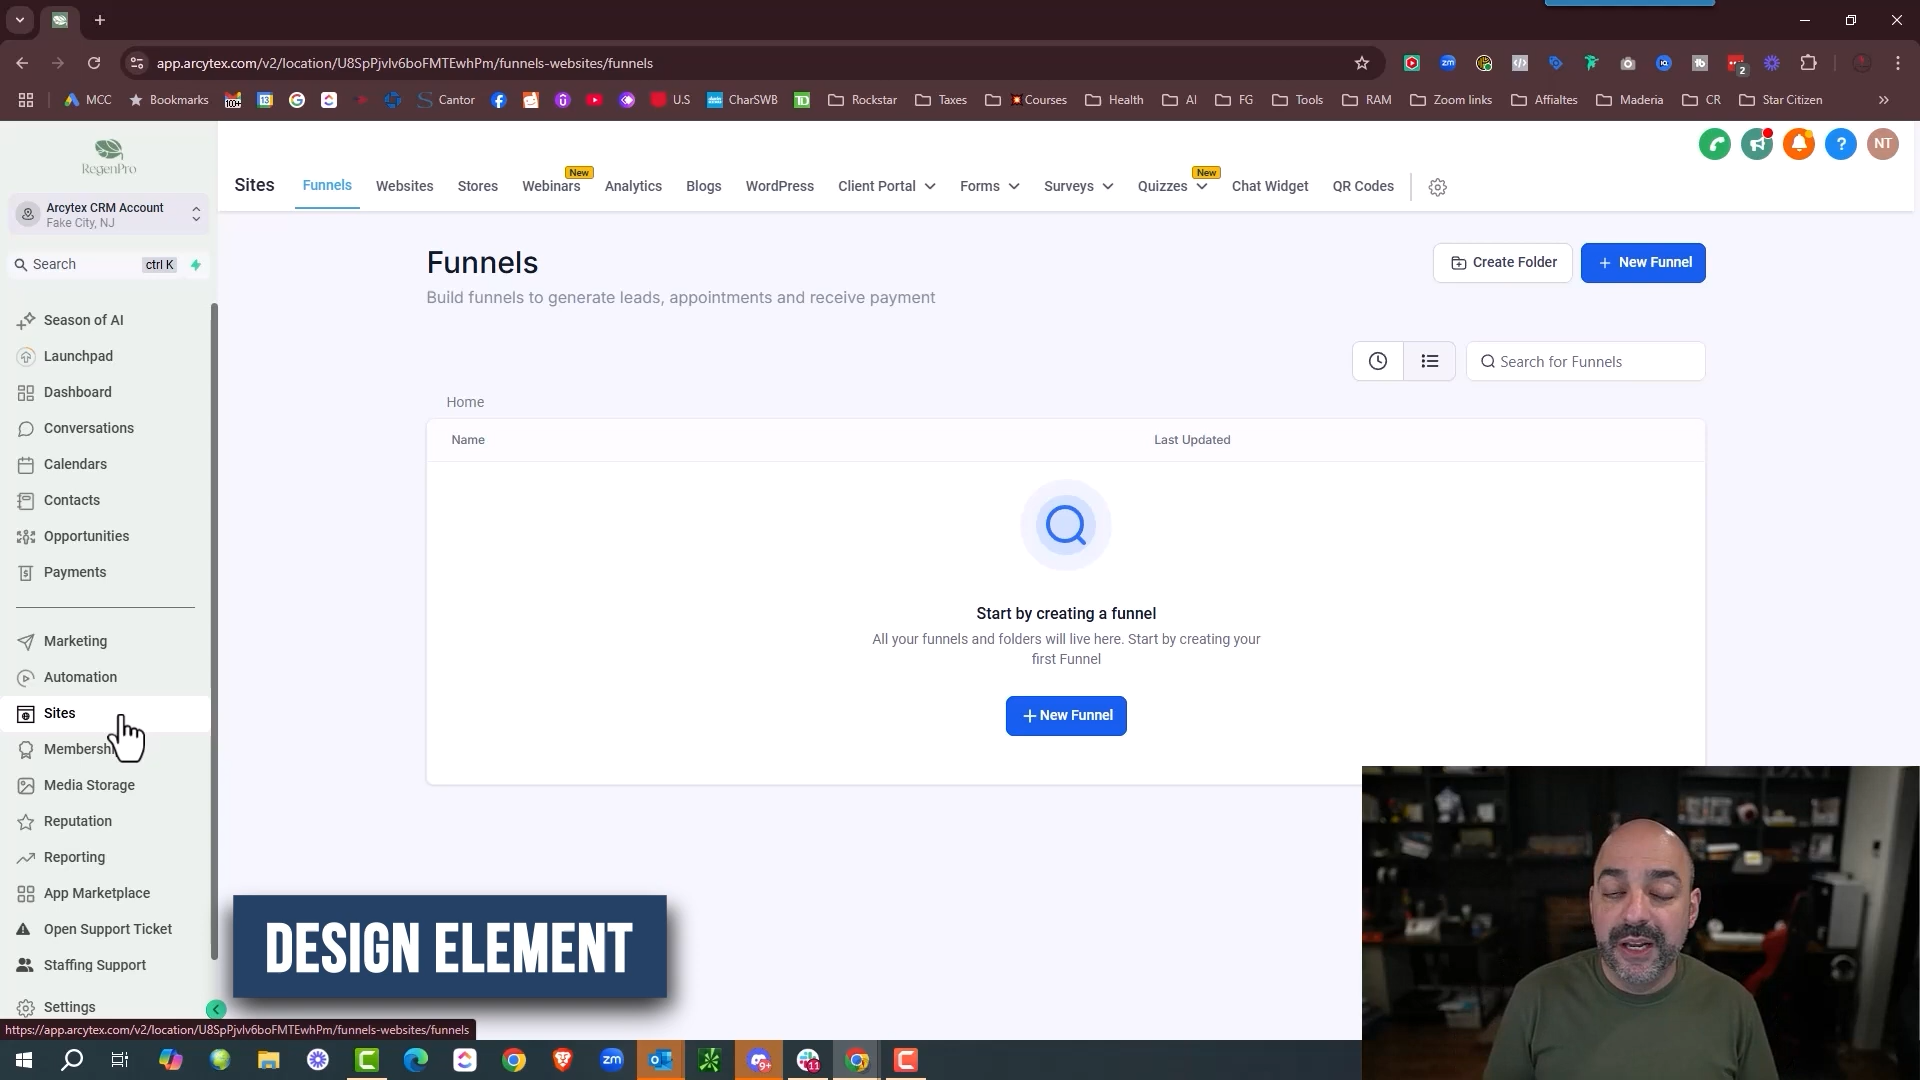 app.arcytex.com/v2/location/U8SpPjvlv6boFMTEwhPm/funnels-websites/funnels
MCC
Bookmarks
Cantor
U.S
CharSWB
Rockstar
Taxes
Courses
Health
AI
FG
Tools
RAM
Zoom links
Affialtes
Maderia
CR
Star Citizen
RegenPro
Arcytex CRM Account
Fake City, NJ
Search ctrl K
Season of AI
Launchpad
Dashboard
Conversations
Calendars
Contacts
Opportunities
Payments
Marketing
Automation
Sites
Media Storage
Reputation
Reporting
App Marketplace
Open Support Ticket
Staffing Support
Settings
https://app.arcytex.com/v2/location/U8SpPjvlv6boFMTEwhPm/funnels-websites/funnels
NT
Sites
Funnels
Websites
Stores
Webinars
New
Analytics
Blogs
WordPress
Client Portal
Forms
Surveys
Quizzes
New
Chat Widget
QR Codes
Funnels
Build funnels to generate leads, appointments and receive payment
Create Folder
+ New Funnel
Search for Funnels
Home
Name Last Updated
Start by creating a funnel
All your funnels and folders will live here. Start by creating your
first Funnel
+ New Funnel
DESIGN ELEMENT
zm
9+
11